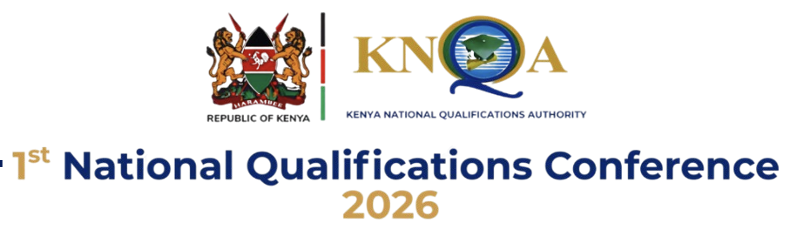 HARAMBEE
REPUBLIC OF KENYA
KNQA
KENYA NATIONAL QUALIFICATIONS AUTHORITY
1st National Qualifications Conference
2026